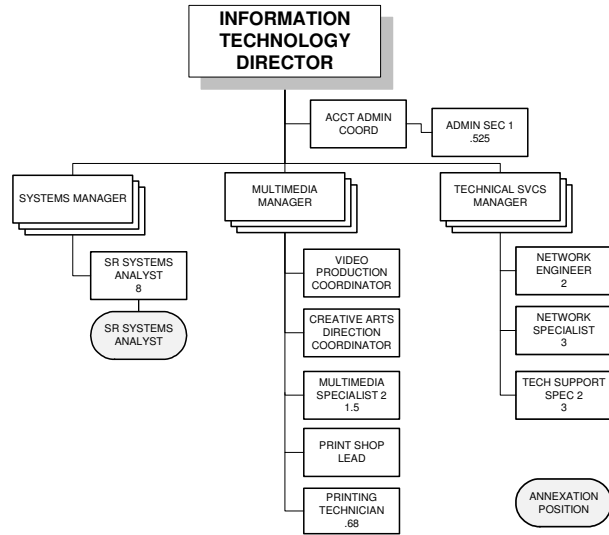 INFORMATION
TECHNOLOGY
DIRECTOR
ACCT ADMIN
COORD
ADMIN SEC 1
.525
SYSTEMS MANAGER
MULTIMEDIA
MANAGER
TECHNICAL SVCS
MANAGER
SR SYSTEMS
ANALYST
8
SR SYSTEMS
ANALYST
VIDEO
PRODUCTION
COORDINATOR
CREATIVE ARTS
DIRECTION
COORDINATOR
MULTIMEDIA
SPECIALIST 2
1.5
PRINT SHOP
LEAD
PRINTING
TECHNICIAN
.68
NETWORK
ENGINEER
2
NETWORK
SPECIALIST
3
TECH SUPPORT
SPEC 2
3
ANNEXATION
POSITION